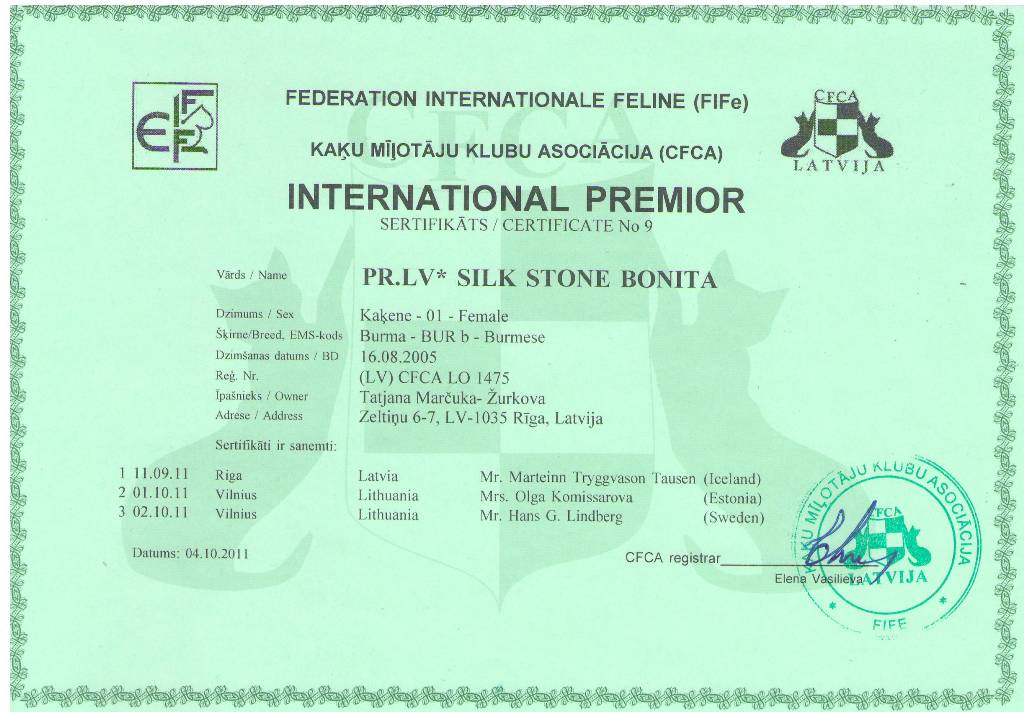 FIFe
FEDERATION INTERNATIONALE FELINE (FIFe)
CFCA
LATVIJA
KAĶU MĪĻOTĀJU KLUBU ASOCIĀCIJA (CFCA)
CFCA
INTERNATIONAL PREMIOR
SERTIFIKĀTS / CERTIFICATE No 9
Vārds / Name PR.LV* SILK STONE BONITA
Dzimums / Sex Kaķene - 01 - Female
Šķirne/Breed, EMS-kods Burma - BUR b - Burmese
Dzimšanas datums / BD 16.08.2005
Reģ. Nr. (LV) CFCA LO 1475
Īpašnieks / Owner Tatjana Marčuka- Žurkova
Adrese / Address Zeltiņu 6-7, LV-1035 Rīga, Latvija
Sertifikāti ir saņemti:
1 11.09.11 Rīga Latvia Mr. Marteinn Tryggvason Tausen (Iceland)
2 01.10.11 Vilnius Lithuania Mrs. Olga Komissarova (Estonia)
3 02.10.11 Vilnius Lithuania Mr. Hans G. Lindberg (Sweden)
Datums: 04.10.2011
CFCA registrar
Elena Vasilieva
KAĶU MĪĻOTĀJU KLUBU ASOCIĀCIJA
CFCA
LATVIJA
* FIFE *